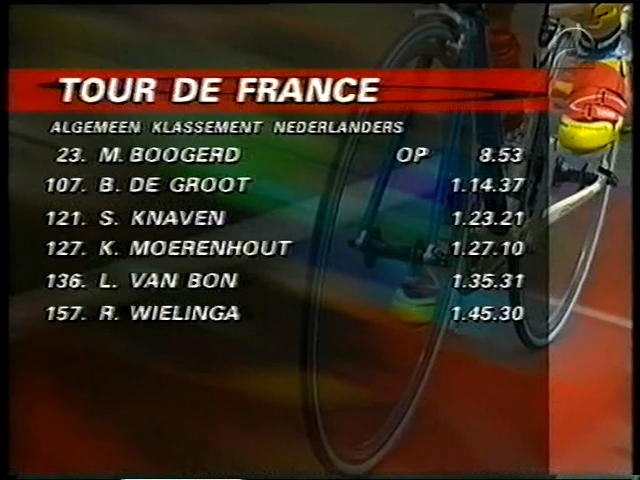 TOUR DE FRANCE
ALGEMEEN KLASSEMENT NEDERLANDERS
23. M. BOOGERD OP 8.53
107. B. DE GROOT 1.14.37
121. S. KNAVEN 1.23.21
127. K. MOERENHOUT 1.27.10
136. L. VAN BON 1.35.31
157. R. WIELINGA 1.45.30